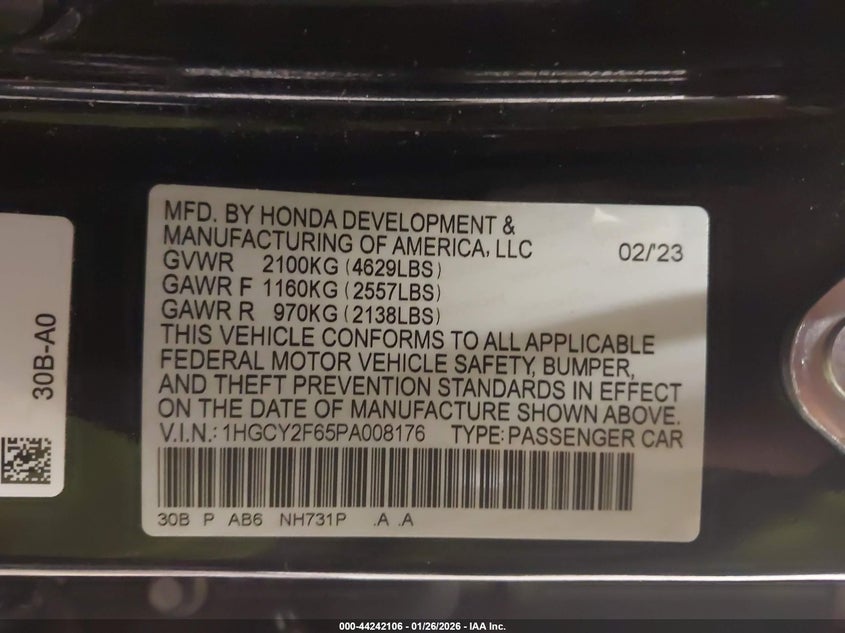 MFD. BY HONDA DEVELOPMENT &
MANUFACTURING OF AMERICA, LLC 02/'23
GVWR 2100KG (4629LBS)
GAWR F 1160KG (2557LBS)
GAWR R 970KG (2138LBS)
THIS VEHICLE CONFORMS TO ALL APPLICABLE
FEDERAL MOTOR VEHICLE SAFETY, BUMPER,
AND THEFT PREVENTION STANDARDS IN EFFECT
ON THE DATE OF MANUFACTURE SHOWN ABOVE.
V.I.N.: 1HGCY2F65PA008176 TYPE: PASSENGER CAR
30B P AB6 NH731P .A .A
30B-A0
000-44242106 - 01/26/2026 - IAA Inc.